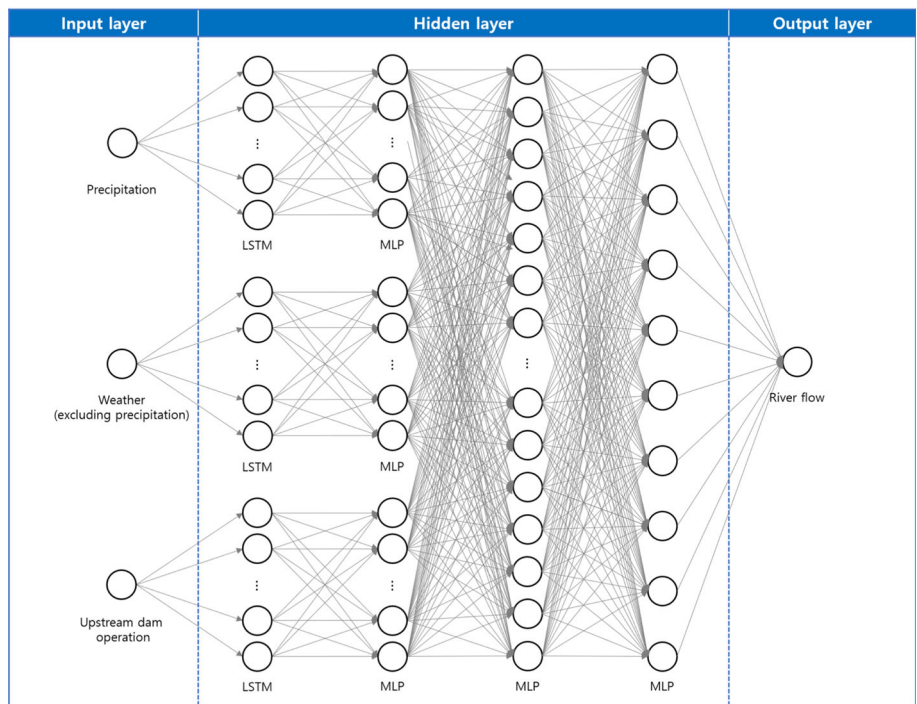 Input layer
Hidden layer
Output layer
Precipitation
LSTM
MLP
Weather
(excluding precipitation)
LSTM
MLP
River flow
Upstream dam
operation
LSTM
MLP
MLP
MLP